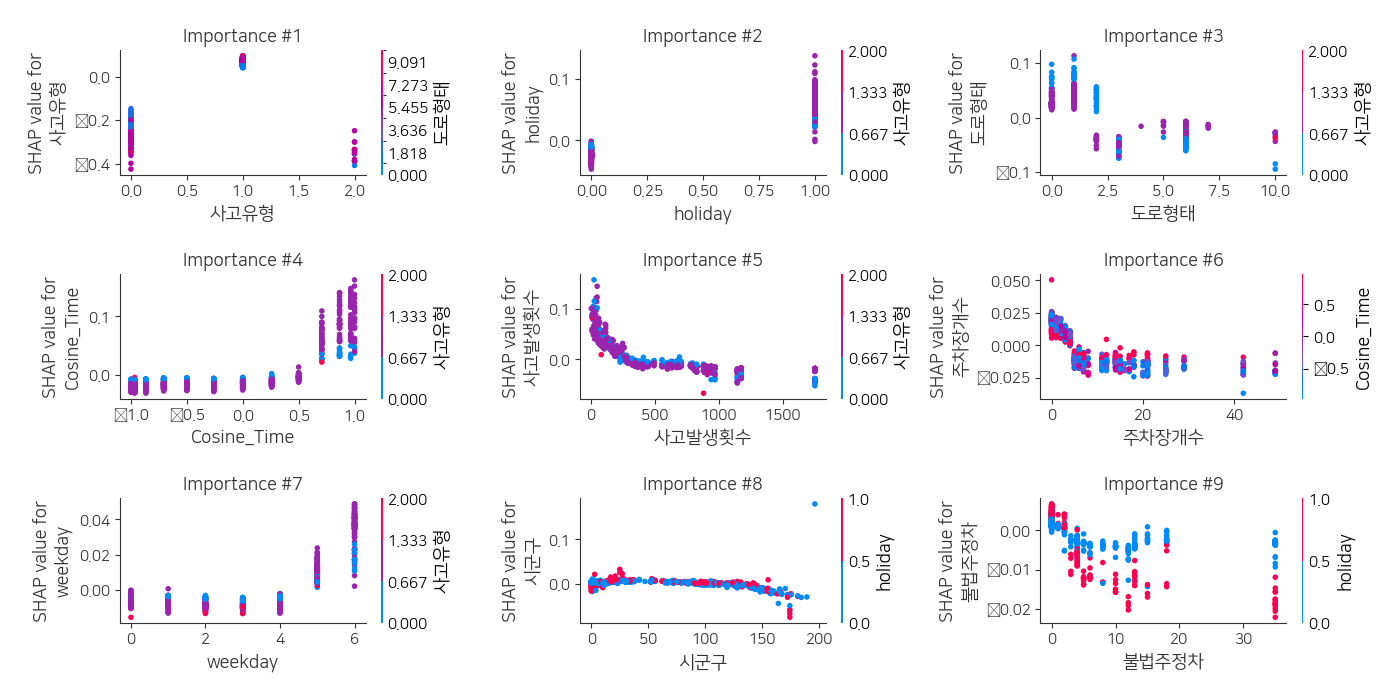 Importance #1
SHAP value for
사고유형
0.0
0.2
0.4
0.0
0.5
1.0
1.5
2.0
사고유형
9.091
7.273
5.455
3.636
1.818
0.000
도로형태
Importance #2
SHAP value for
holiday
0.1
0.0
0.00
0.25
0.50
0.75
1.00
holiday
2.000
1.333
0.667
0.000
사고유형
Importance #3
SHAP value for
도로형태
0.1
0.0
0.1
0.0
2.5
5.0
7.5
10.0
도로형태
2.000
1.333
0.667
0.000
사고유형
Importance #4
SHAP value for
Cosine_Time
0.1
0.0
1.0
0.5
0.0
0.5
1.0
Cosine_Time
2.000
1.333
0.667
0.000
사고유형
Importance #5
SHAP value for
사고발생횟수
0.1
0.0
0
500
1000
1500
사고발생횟수
2.000
1.333
0.667
0.000
사고유형
Importance #6
SHAP value for
주차장개수
0.050
0.025
0.000
0.025
0
20
40
주차장개수
0.5
0.0
0.5
Cosine_Time
Importance #7
SHAP value for
weekday
0.04
0.02
0.00
0
2
4
6
weekday
2.000
1.333
0.667
0.000
사고유형
Importance #8
SHAP value for
시군구
0.1
0.0
0
50
100
150
200
시군구
1.0
0.5
0.0
holiday
Importance #9
SHAP value for
불법주정차
0.00
0.01
0.02
0
10
20
30
불법주정차
1.0
0.5
0.0
holiday